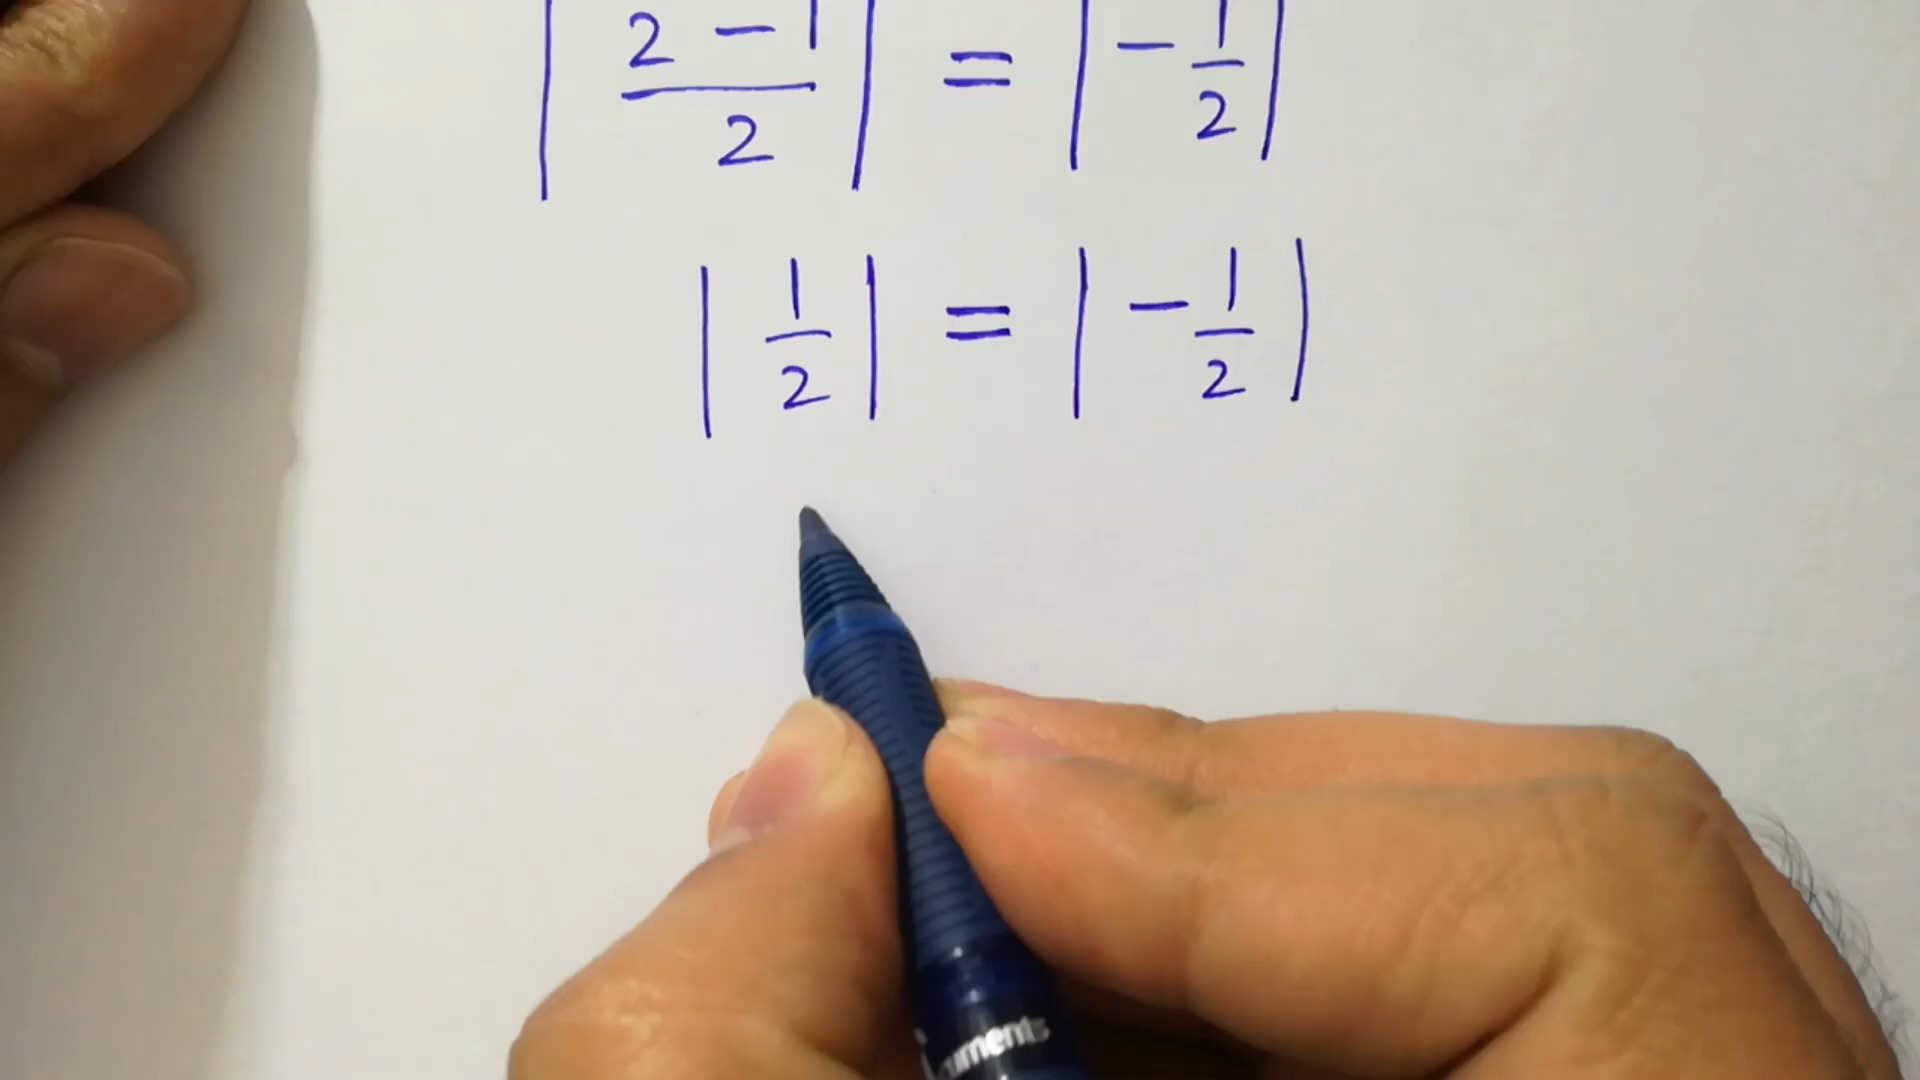 | (2 - 1)/2 | = | - 1/2 |
| 1/2 | = | - 1/2 |